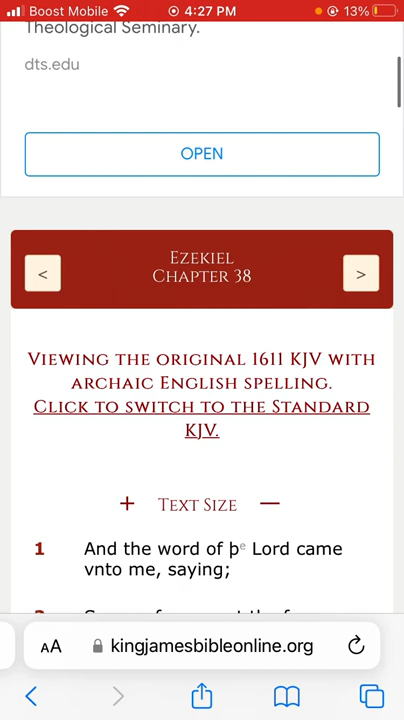 Boost Mobile 4:27 PM 13%
Theological Seminary.
dts.edu
OPEN
< Ezekiel >
Chapter 38
Viewing the original 1611 KJV with
archaic English spelling.
Click to switch to the Standard
KJV.
+ Text Size —
1 And the word of þᵉ Lord came
vnto me, saying;
AA kingjamesbibleonline.org